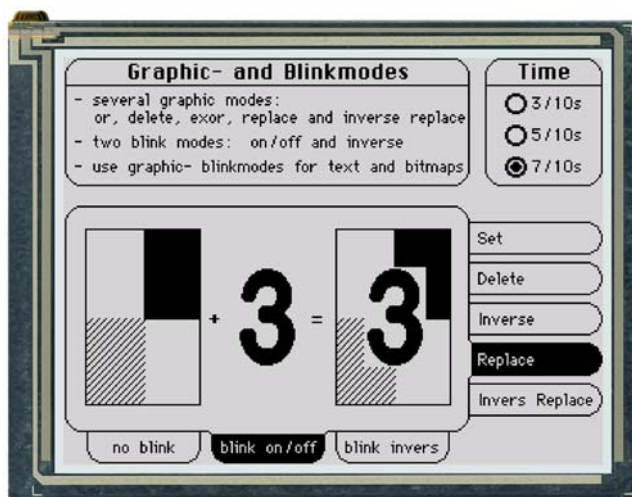 Graphic- and Blinkmodes
- several graphic modes:
or, delete, exor, replace and inverse replace
- two blink modes: on/off and inverse
- use graphic- blinkmodes for text and bitmaps
Time
3/10s
5/10s
7/10s
+ 3 = 3
Set
Delete
Inverse
Replace
Invers Replace
no blink
blink on/off
blink invers